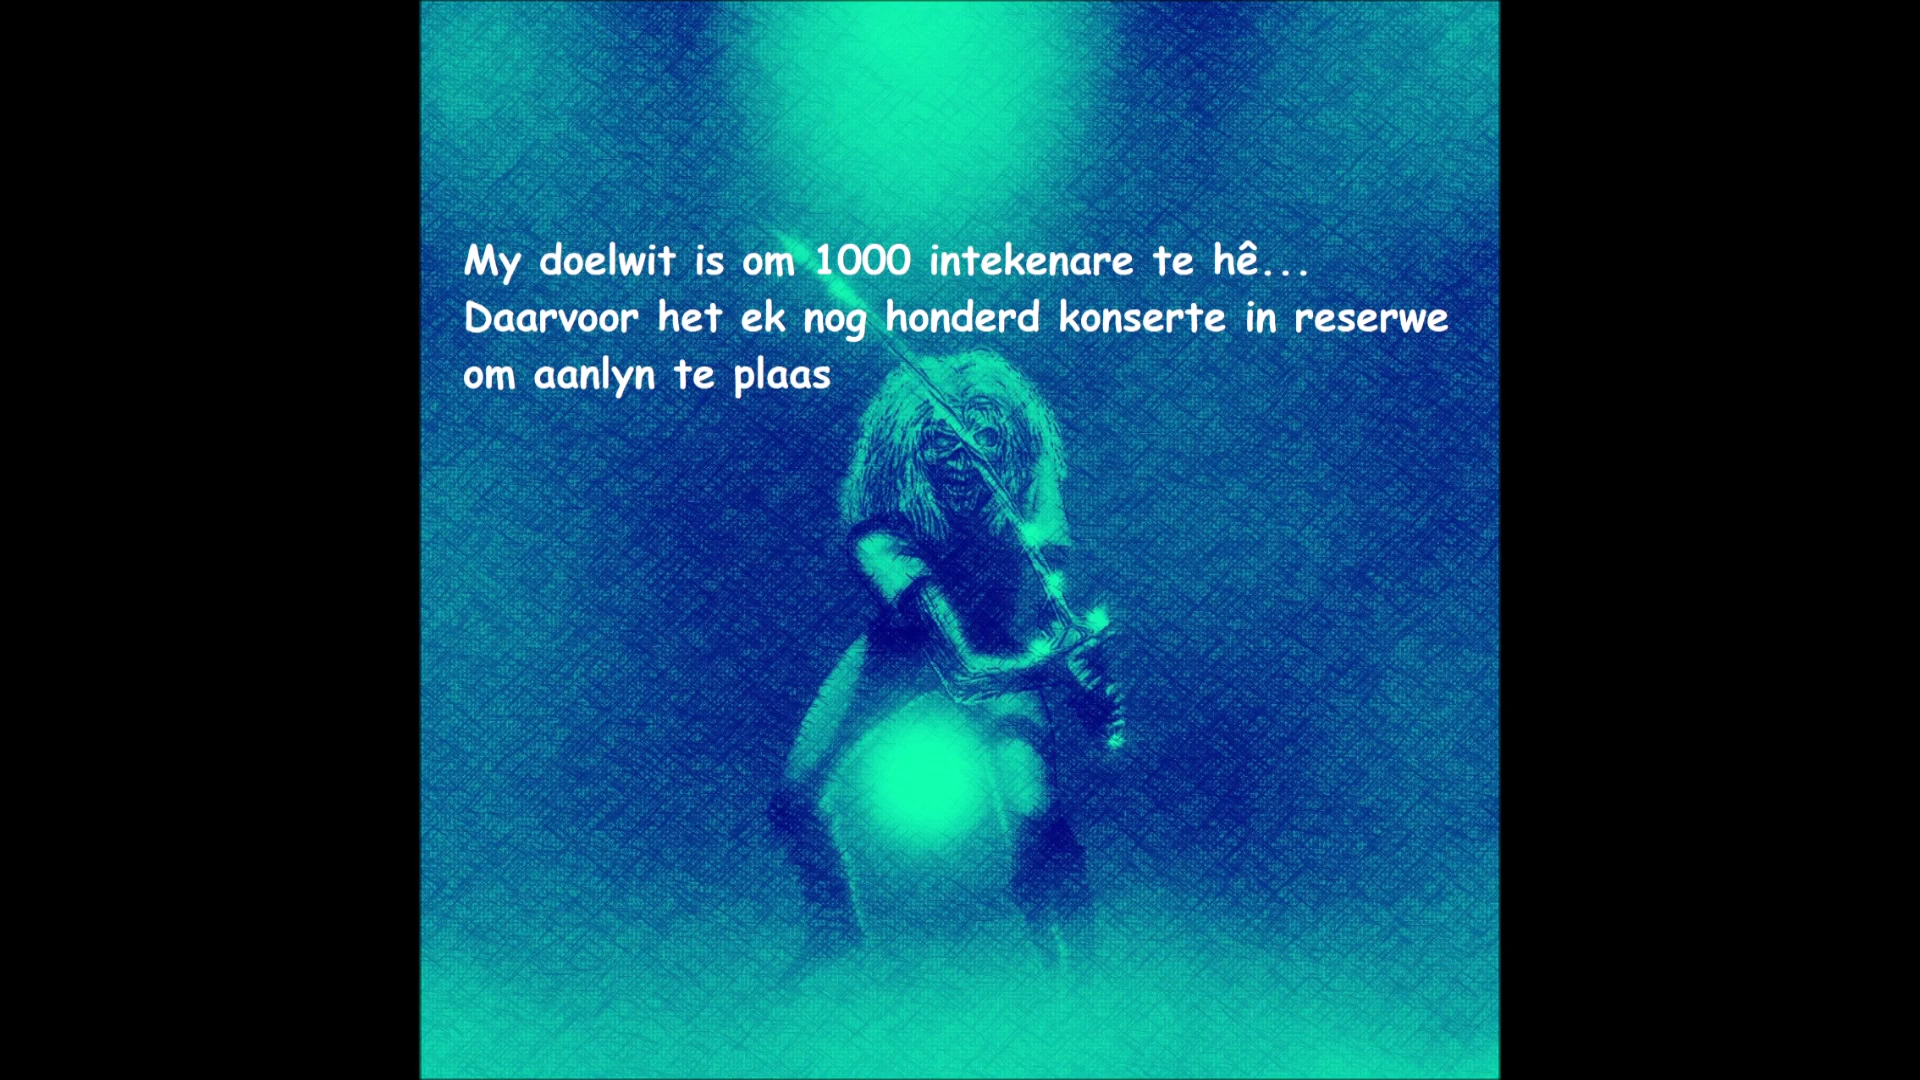 My doelwit is om 1000 intekenare te hê...
Daarvoor het ek nog honderd konserte in reserwe
om aanlyn te plaas